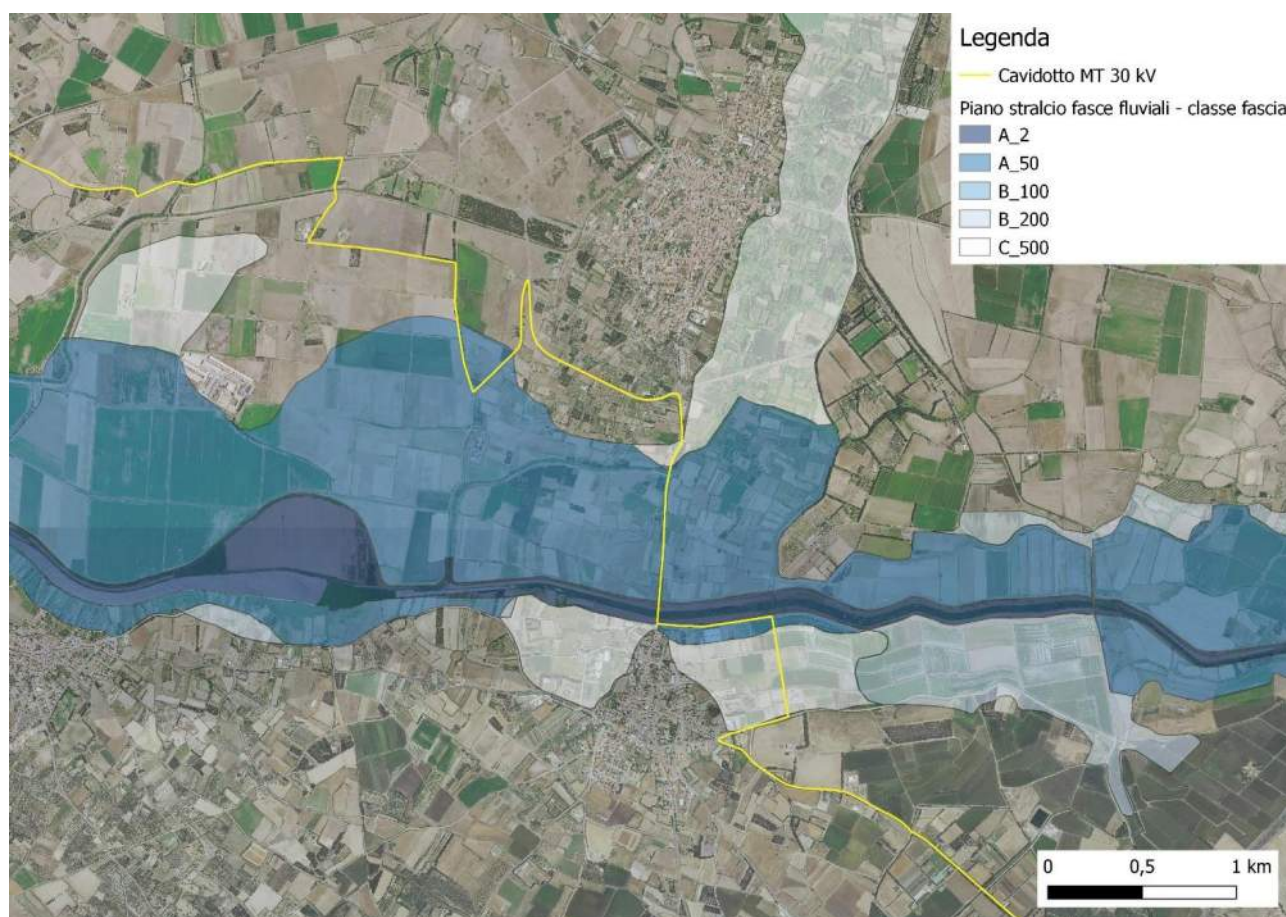 Legenda
Cavidotto MT 30 kV
Piano stralcio fasce fluviali - classe fascia
A_2
A_50
B_100
B_200
C_500
0 0,5 1 km